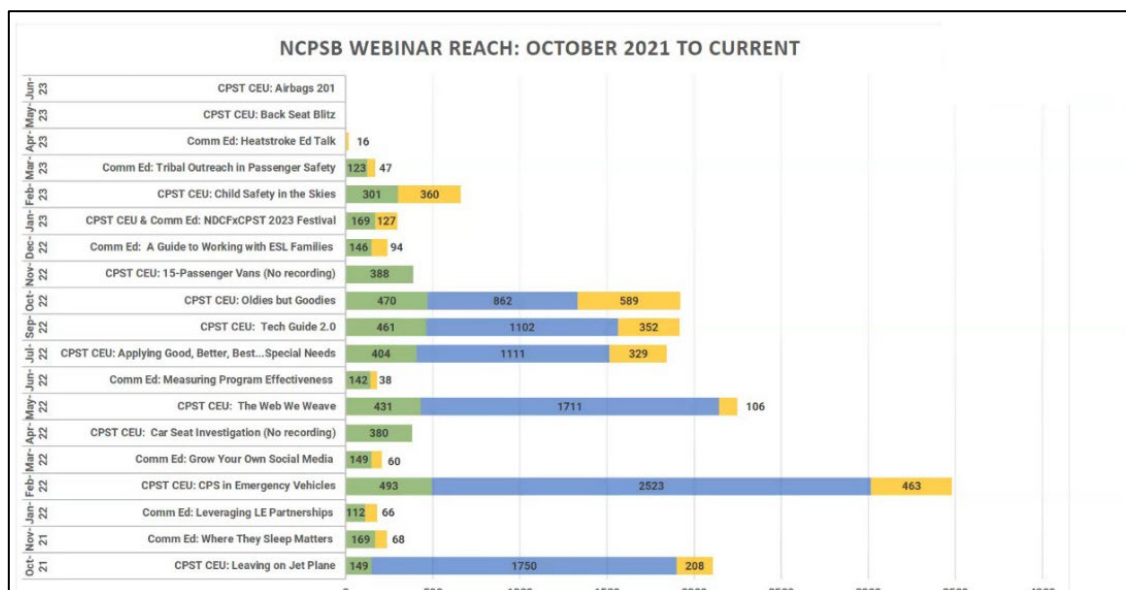 NCPSB WEBINAR REACH: OCTOBER 2021 TO CURRENT
Jun-23 CPST CEU: Airbags 201
May-23 CPST CEU: Back Seat Blitz
Apr-23 Comm Ed: Heatstroke Ed Talk 16
Mar-23 Comm Ed: Tribal Outreach in Passenger Safety 123 47
Feb-23 CPST CEU: Child Safety in the Skies 301 360
Jan-23 CPST CEU & Comm Ed: NDCFxCPST 2023 Festival 169 127
Dec-22 Comm Ed: A Guide to Working with ESL Families 146 94
Nov-22 CPST CEU: 15-Passenger Vans (No recording) 388
Oct-22 CPST CEU: Oldies but Goodies 470 862 589
Sep-22 CPST CEU: Tech Guide 2.0 461 1102 352
Jul-22 CPST CEU: Applying Good, Better, Best...Special Needs 404 1111 329
Jun-22 Comm Ed: Measuring Program Effectiveness 142 38
May-22 CPST CEU: The Web We Weave 431 1711 106
Apr-22 CPST CEU: Car Seat Investigation (No recording) 380
Mar-22 Comm Ed: Grow Your Own Social Media 149 60
Feb-22 CPST CEU: CPS in Emergency Vehicles 493 2523 463
Jan-22 Comm Ed: Leveraging LE Partnerships 112 66
Nov-21 Comm Ed: Where They Sleep Matters 169 68
Oct-21 CPST CEU: Leaving on Jet Plane 149 1750 208